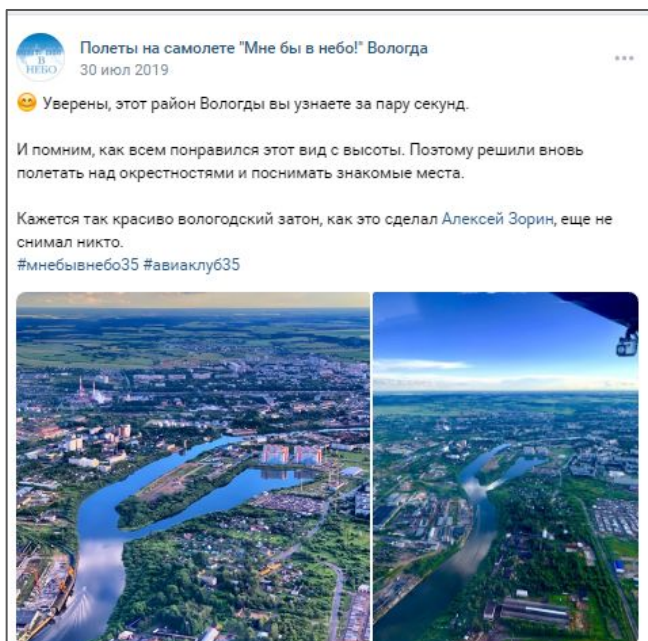 Полеты на самолете "Мне бы в небо!" Вологда
30 июл 2019
В
НЕБО
Уверены, этот район Вологды вы узнаете за пару секунд.
И помним, как всем понравился этот вид с высоты. Поэтому решили вновь
полетать над окрестностями и поснимать знакомые места.
Кажется так красиво вологодский затон, как это сделал Алексей Зорин, еще не
снимал никто.
#мнебывнебо35 #авиаклуб35